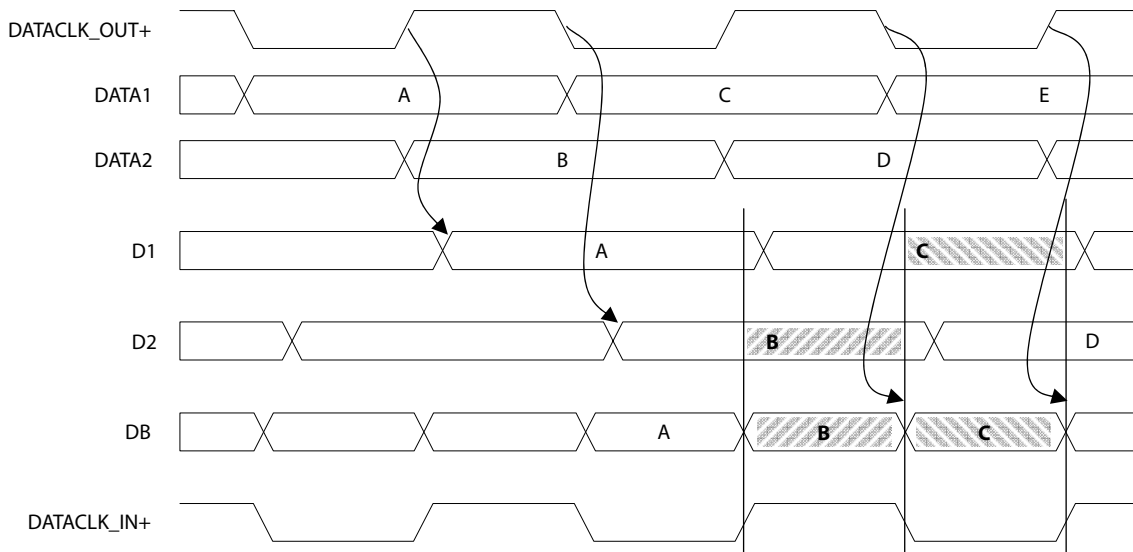 DATACLK_OUT+
DATA1 A C E
DATA2 B D
D1 A C
D2 B D
DB A B C
DATACLK_IN+